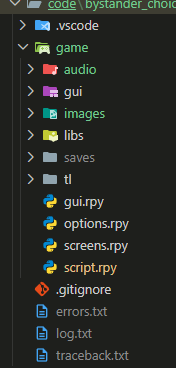 code\bystander_choi
.vscode
game
audio
gui
images
libs
saves
tl
gui.rpy
options.rpy
screens.rpy
script.rpy
.gitignore
errors.txt
log.txt
traceback.txt